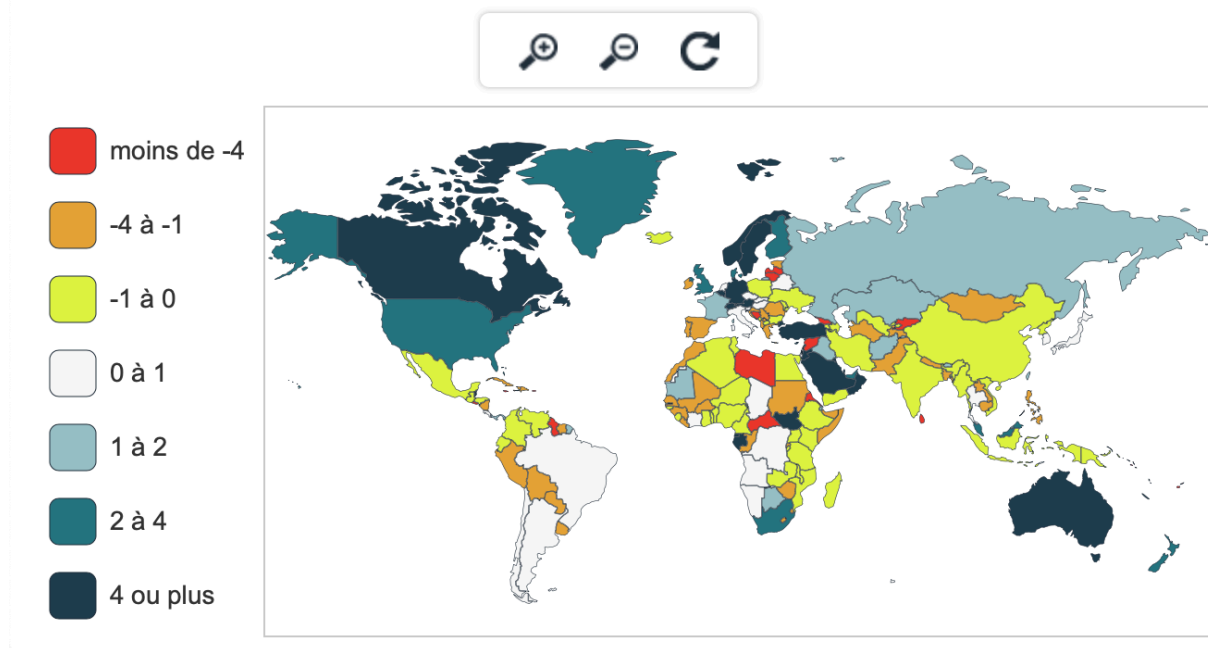 moins de -4
-4 à -1
-1 à 0
0 à 1
1 à 2
2 à 4
4 ou plus